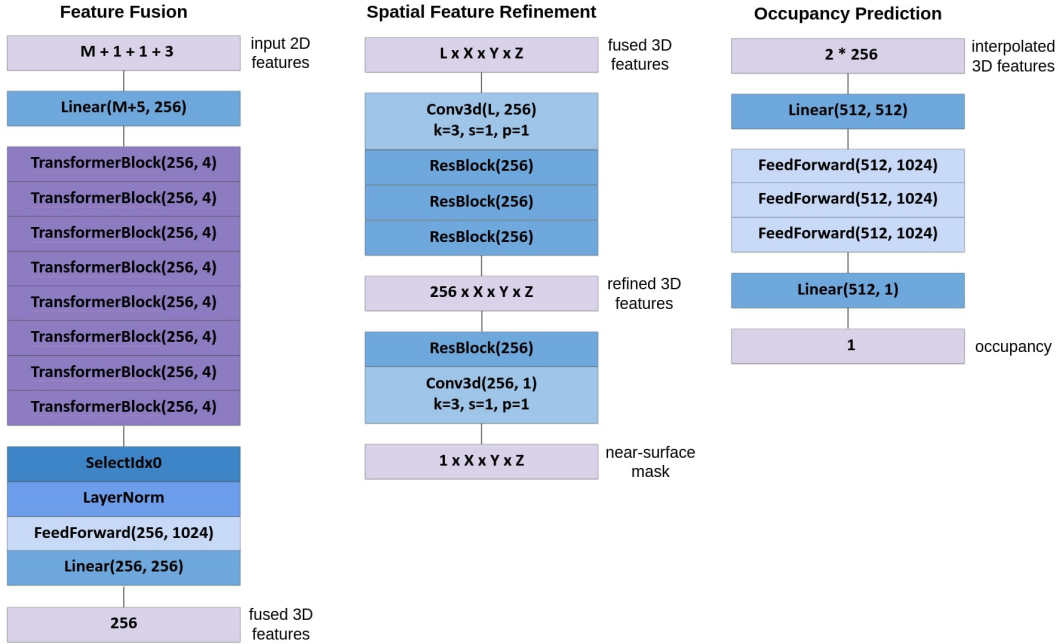 Feature Fusion
M + 1 + 1 + 3
input 2D
features
Linear(M+5, 256)
TransformerBlock(256, 4)
TransformerBlock(256, 4)
TransformerBlock(256, 4)
TransformerBlock(256, 4)
TransformerBlock(256, 4)
TransformerBlock(256, 4)
TransformerBlock(256, 4)
TransformerBlock(256, 4)
SelectIdx0
LayerNorm
FeedForward(256, 1024)
Linear(256, 256)
256
fused 3D
features
Spatial Feature Refinement
L x X x Y x Z
fused 3D
features
Conv3d(L, 256)
k=3, s=1, p=1
ResBlock(256)
ResBlock(256)
ResBlock(256)
256 x X x Y x Z
refined 3D
features
ResBlock(256)
Conv3d(256, 1)
k=3, s=1, p=1
1 x X x Y x Z
near-surface
mask
Occupancy Prediction
2 * 256
interpolated
3D features
Linear(512, 512)
FeedForward(512, 1024)
FeedForward(512, 1024)
FeedForward(512, 1024)
Linear(512, 1)
1
occupancy